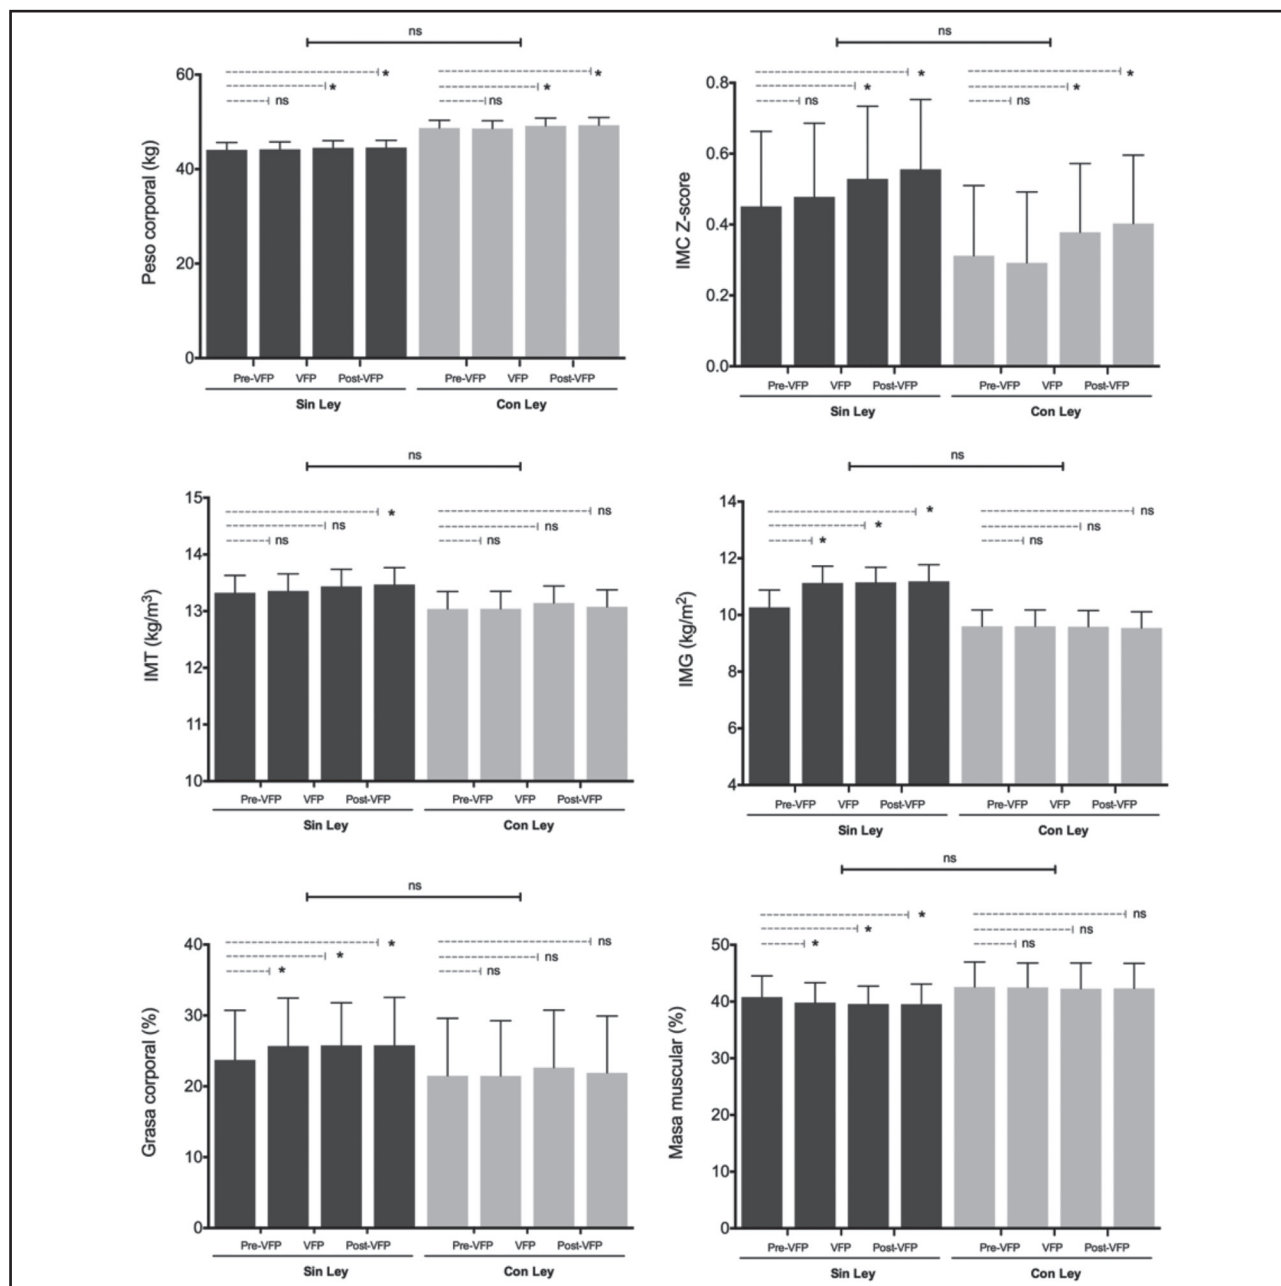 ns
Peso corporal (kg)
60
40
20
0
*
*
ns
*
*
ns
Pre-VFP VFP Post-VFP Pre-VFP VFP Post-VFP
Sin Ley Con Ley
ns
IMC Z-score
0.8
0.6
0.4
0.2
0.0
*
*
ns
*
*
ns
Pre-VFP VFP Post-VFP Pre-VFP VFP Post-VFP
Sin Ley Con Ley
ns
IMT (kg/m³)
15
14
13
12
11
10
*
ns
ns
ns
ns
ns
Pre-VFP VFP Post-VFP Pre-VFP VFP Post-VFP
Sin Ley Con Ley
ns
IMG (kg/m²)
14
12
10
8
6
4
*
*
*
ns
ns
ns
Pre-VFP VFP Post-VFP Pre-VFP VFP Post-VFP
Sin Ley Con Ley
ns
Grasa corporal (%)
40
30
20
10
0
*
*
*
ns
ns
ns
Pre-VFP VFP Post-VFP Pre-VFP VFP Post-VFP
Sin Ley Con Ley
ns
Masa muscular (%)
50
40
30
20
10
0
*
*
*
ns
ns
ns
Pre-VFP VFP Post-VFP Pre-VFP VFP Post-VFP
Sin Ley Con Ley